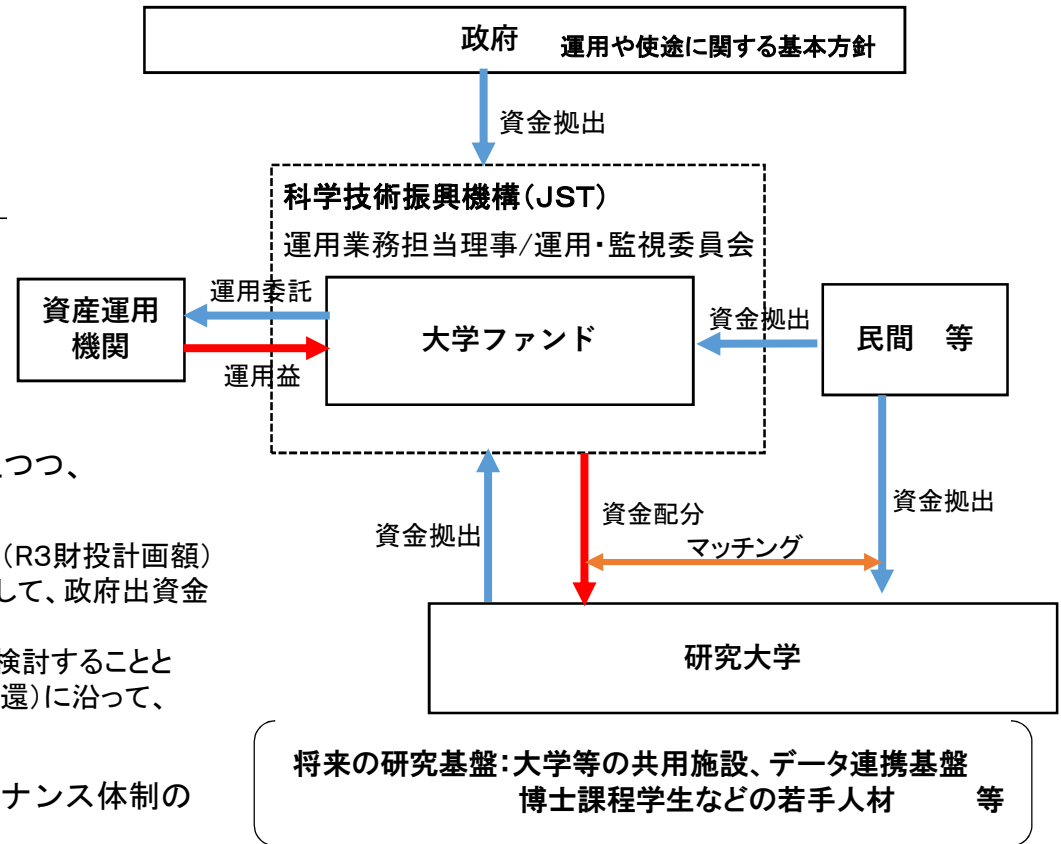 政府　運用や使途に関する基本方針
資金拠出
科学技術振興機構（JST）
運用業務担当理事/運用・監視委員会
資産運用
機関
運用委託
運用益
大学ファンド
資金拠出
民間　等
つつ、
（R3財投計画額）
して、政府出資金
検討することと
還）に沿って、
ナンス体制の
資金拠出
資金配分
マッチング
資金拠出
研究大学
将来の研究基盤：大学等の共用施設、データ連携基盤
博士課程学生などの若手人材　　等